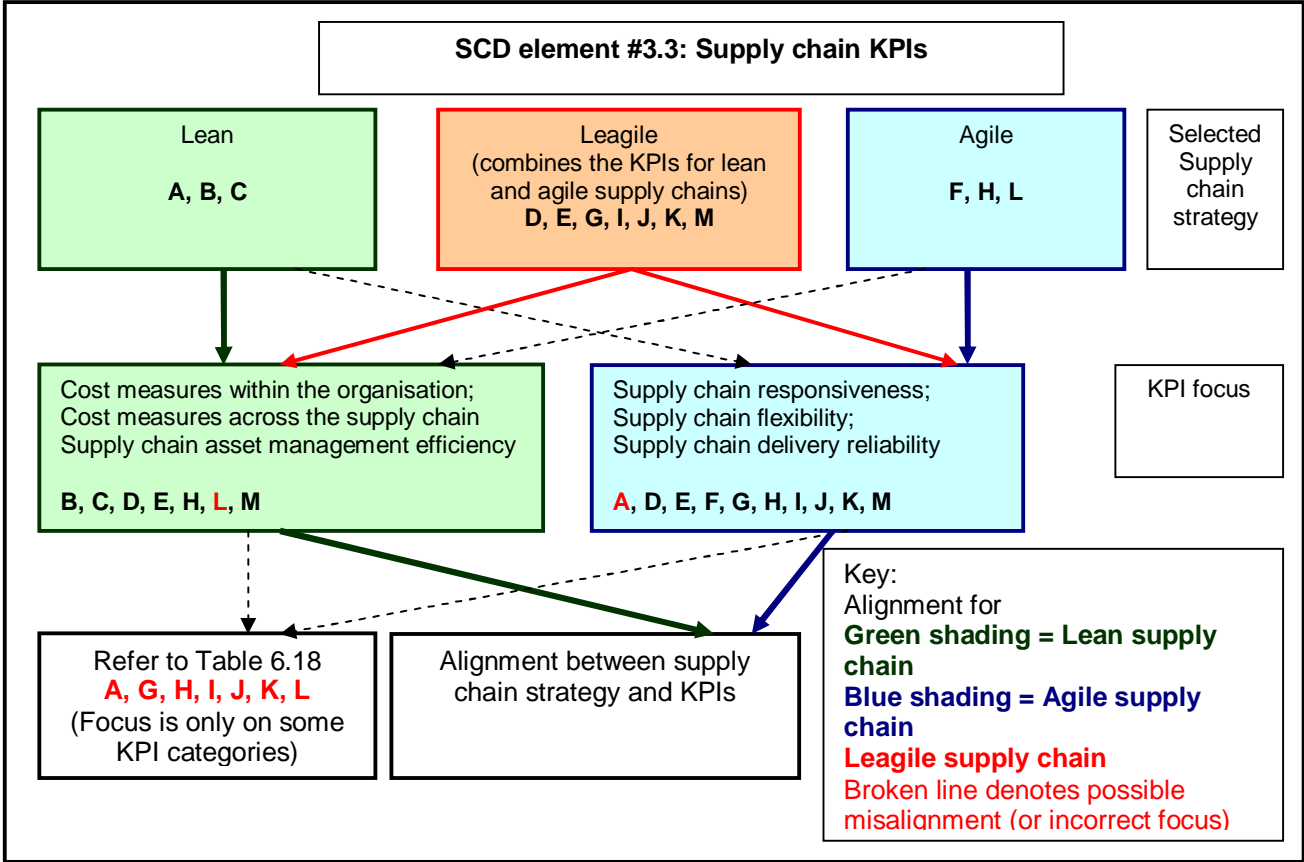 SCD element #3.3: Supply chain KPIs
Lean
A, B, C
Leagile
(combines the KPIs for lean
and agile supply chains)
D, E, G, I, J, K, M
Agile
F, H, L
Selected
Supply
chain
strategy
Cost measures within the organisation;
Cost measures across the supply chain
Supply chain asset management efficiency
B, C, D, E, H, L, M
Supply chain responsiveness;
Supply chain flexibility;
Supply chain delivery reliability
A, D, E, F, G, H, I, J, K, M
KPI focus
Refer to Table 6.18
A, G, H, I, J, K, L
(Focus is only on some
KPI categories)
Alignment between supply
chain strategy and KPIs
Key:
Alignment for
Green shading = Lean supply
chain
Blue shading = Agile supply
chain
Leagile supply chain
Broken line denotes possible
misalignment (or incorrect focus)